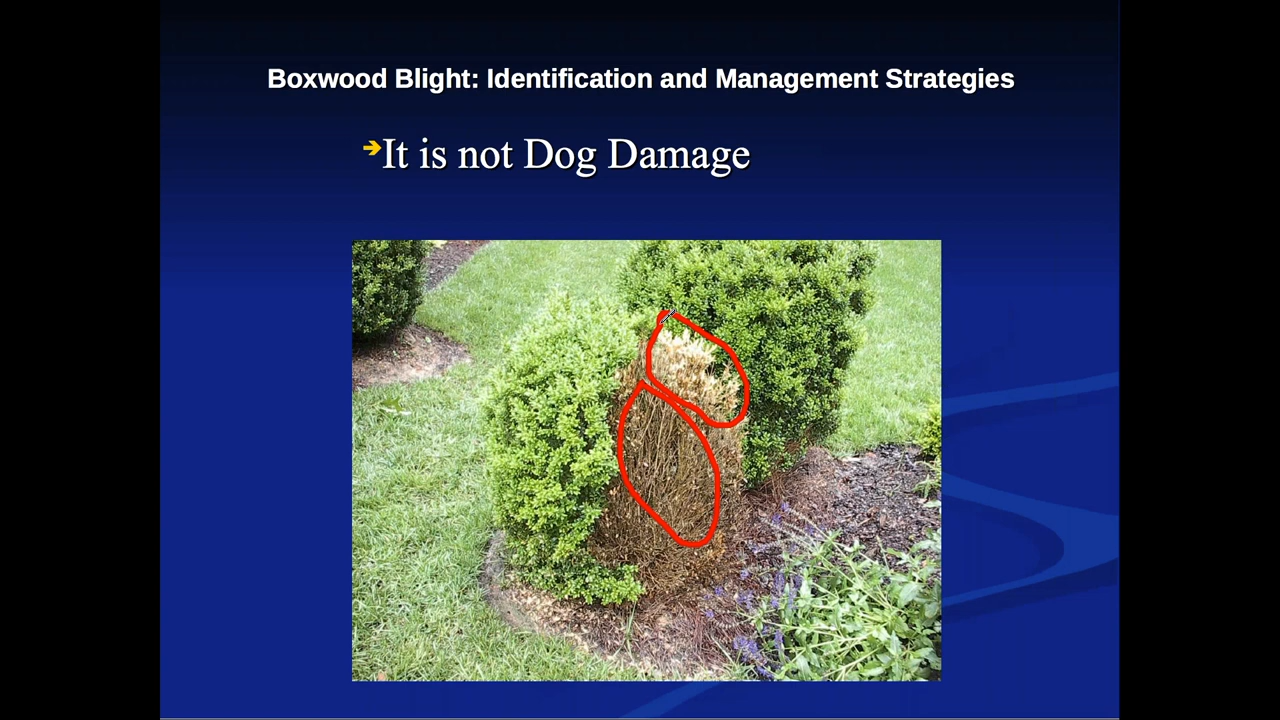 Boxwood Blight: Identification and Management Strategies
➔It is not Dog Damage